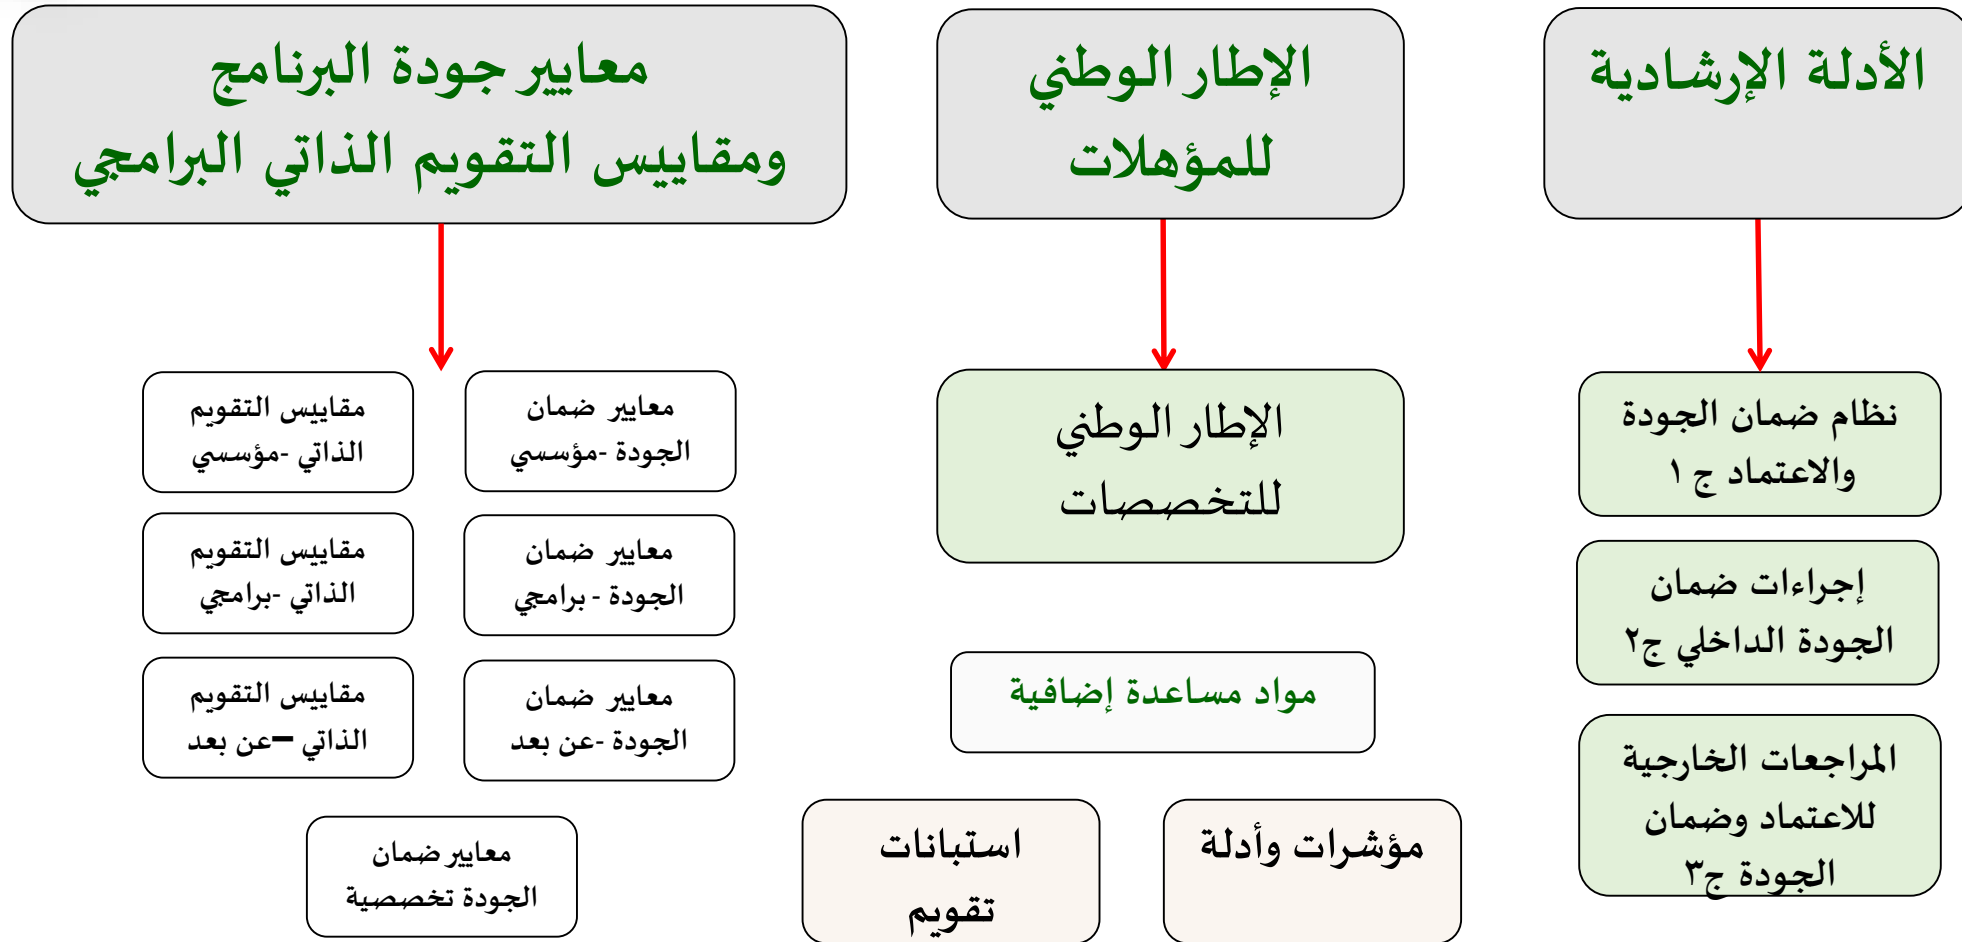 الأدلة الإرشادية
نظام ضمان الجودة
والاعتماد ج ١
إجراءات ضمان
الجودة الداخلي ج٢
المراجعات الخارجية
للاعتماد وضمان
الجودة ج٣
الإطار الوطني
للمؤهلات
الإطار الوطني
للتخصصات
مواد مساعدة إضافية
مؤشرات وأدلة
استبانات
تقويم
معايير جودة البرنامج
ومقاييس التقويم الذاتي البرامجي
معايير ضمان
الجودة -مؤسسي
مقاييس التقويم
الذاتي -مؤسسي
معايير ضمان
الجودة - برامجي
مقاييس التقويم
الذاتي -برامجي
معايير ضمان
الجودة -عن بعد
مقاييس التقويم
الذاتي –عن بعد
معايير ضمان
الجودة تخصصية